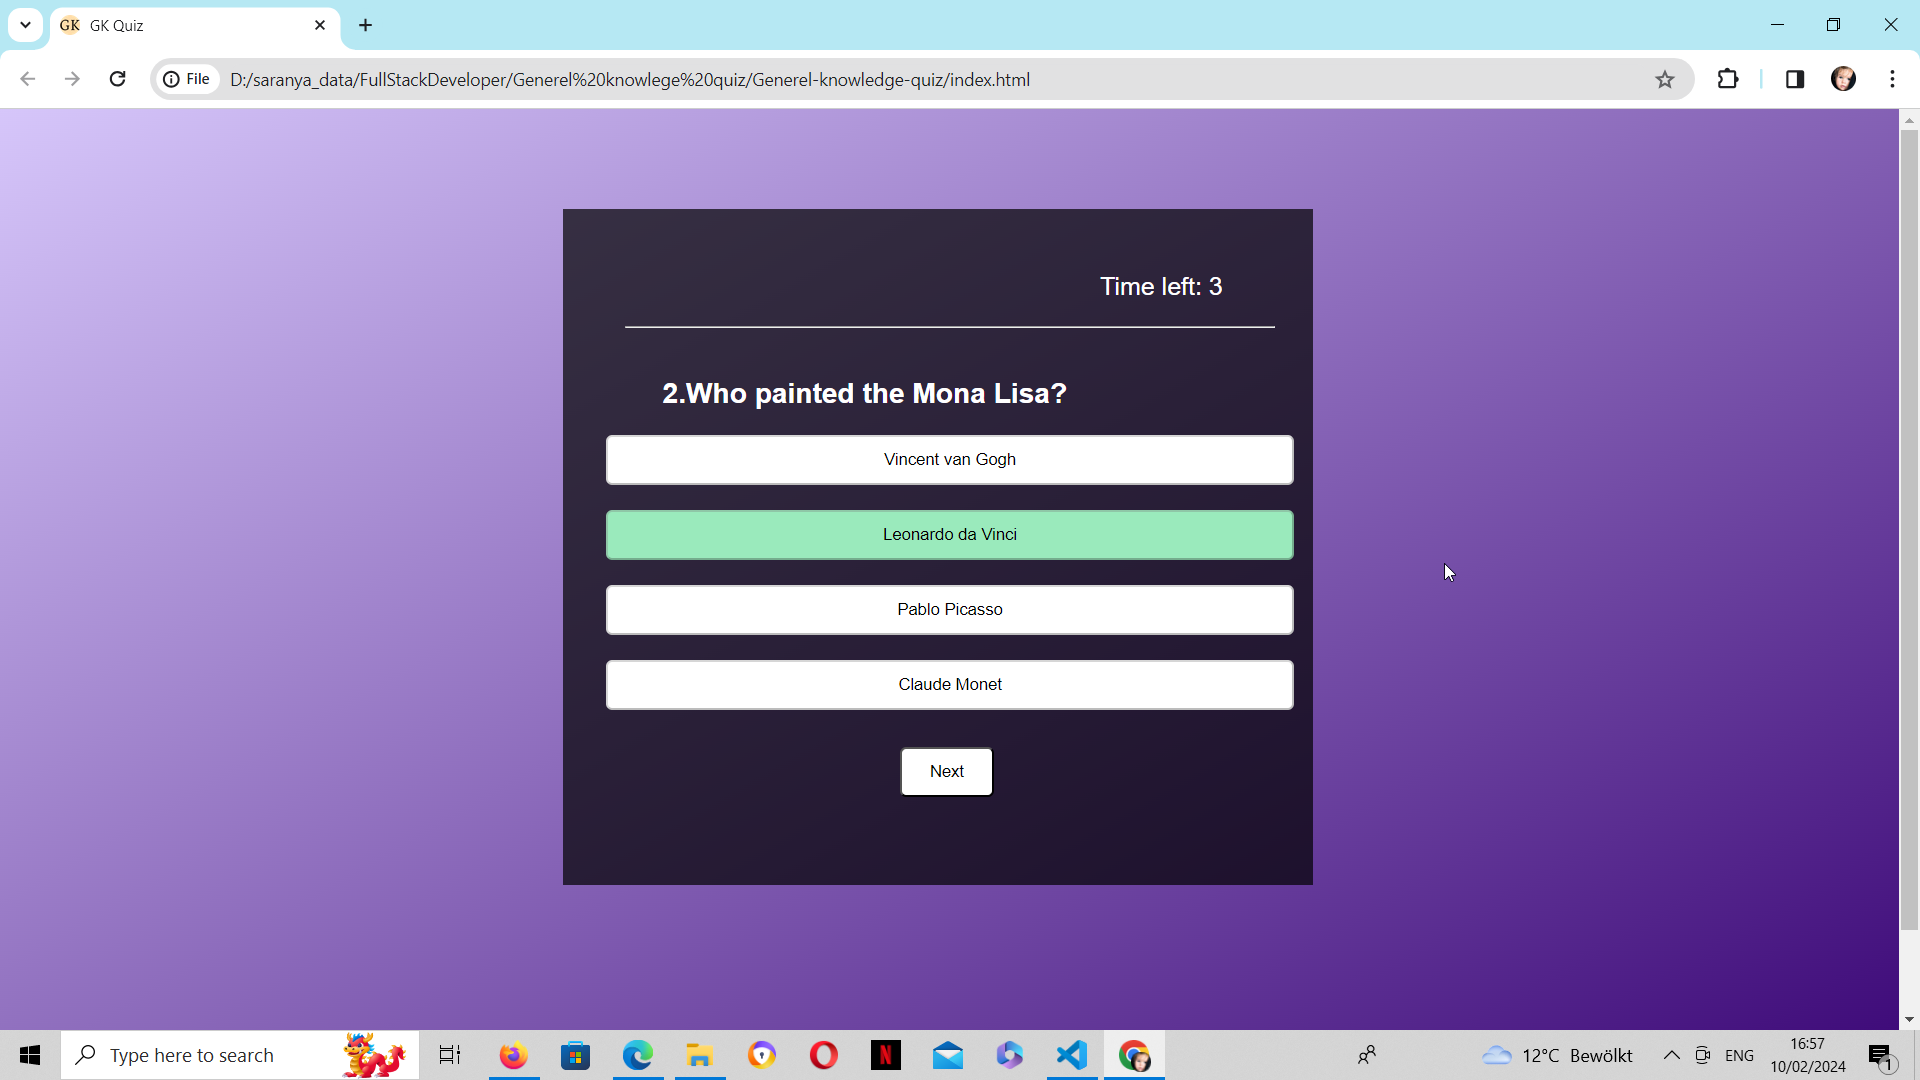 GK GK Quiz
File D:/saranya_data/FullStackDeveloper/Generel%20knowlege%20quiz/Generel-knowledge-quiz/index.html
Time left: 3
2.Who painted the Mona Lisa?
Vincent van Gogh
Leonardo da Vinci
Pablo Picasso
Claude Monet
Next
Type here to search
N
12°C Bewölkt
ENG
16:57
10/02/2024
1